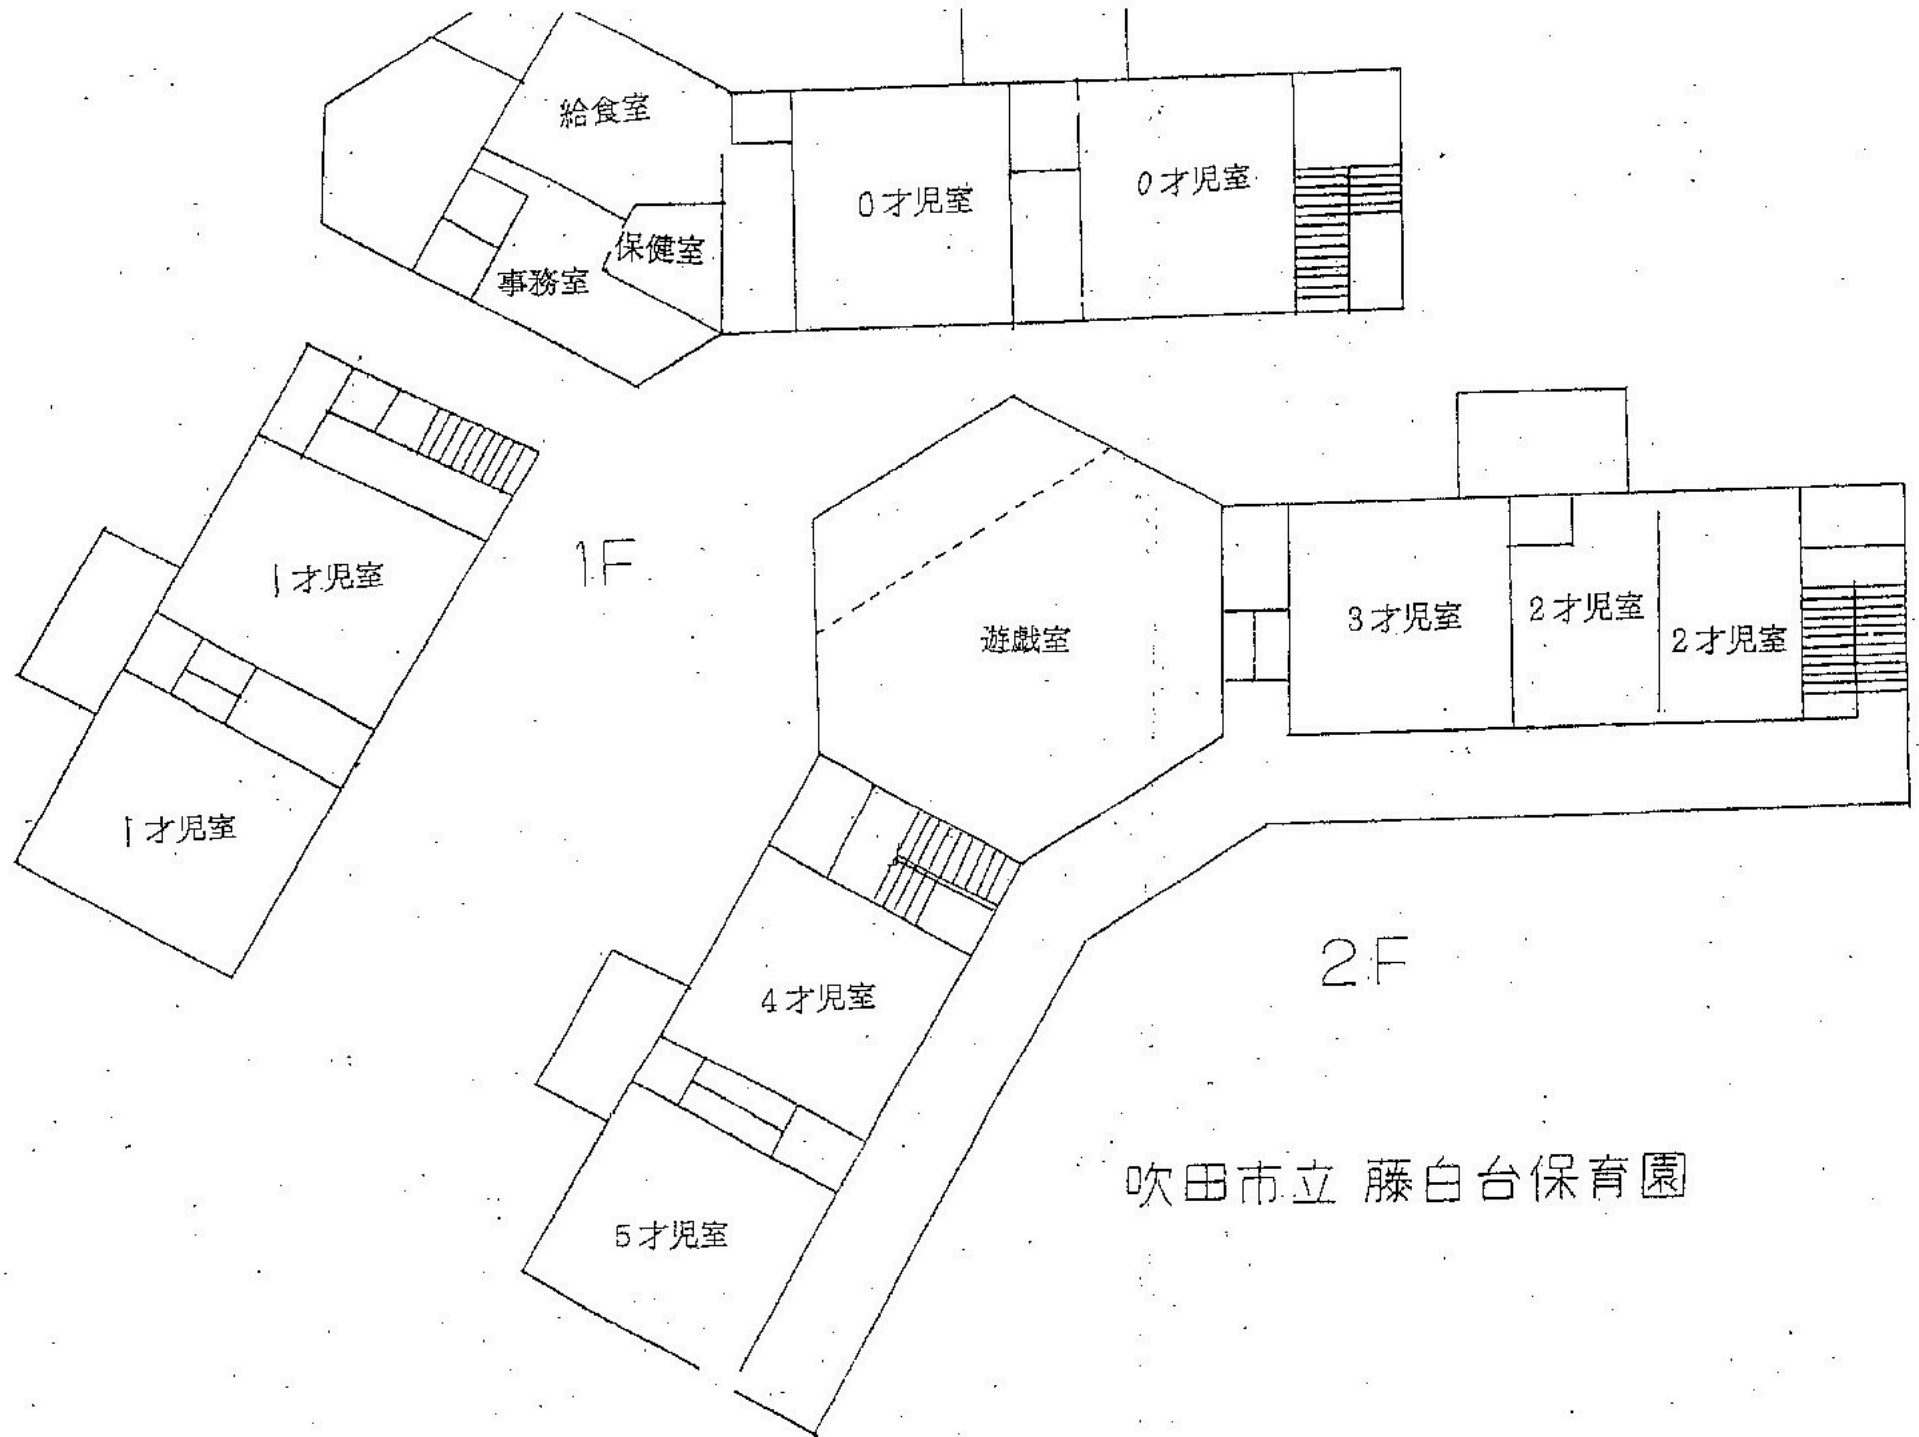 給食室
0才児室
0才児室
保健室
事務室
1才児室
1F
1才児室
遊戯室
3才児室
2才児室
2才児室
4才児室
2F
5才児室
吹田市立 藤白台保育園